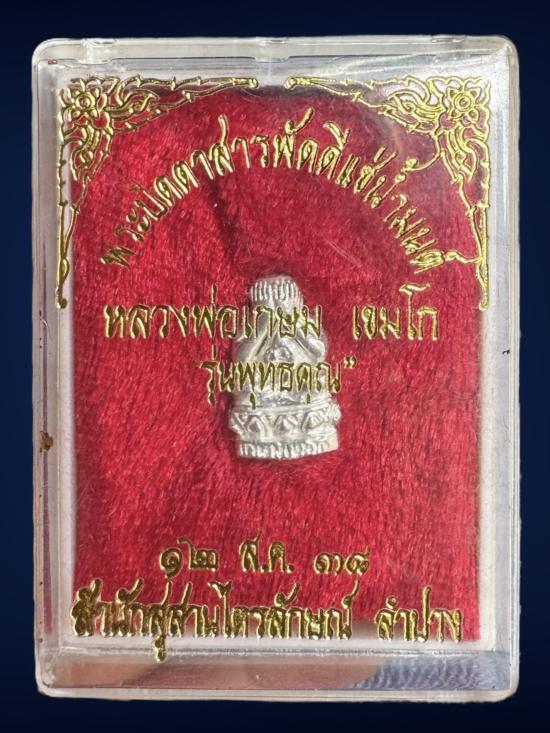 พระปิดตาสารพัดดีแช่น้ำมนต์
หลวงพ่อเกษม เขมโก
"รุ่นพุทธคุณ"
๑๒ ส.ค. ๓๘
สำนักสุสานไตรลักษณ์ ลำปาง